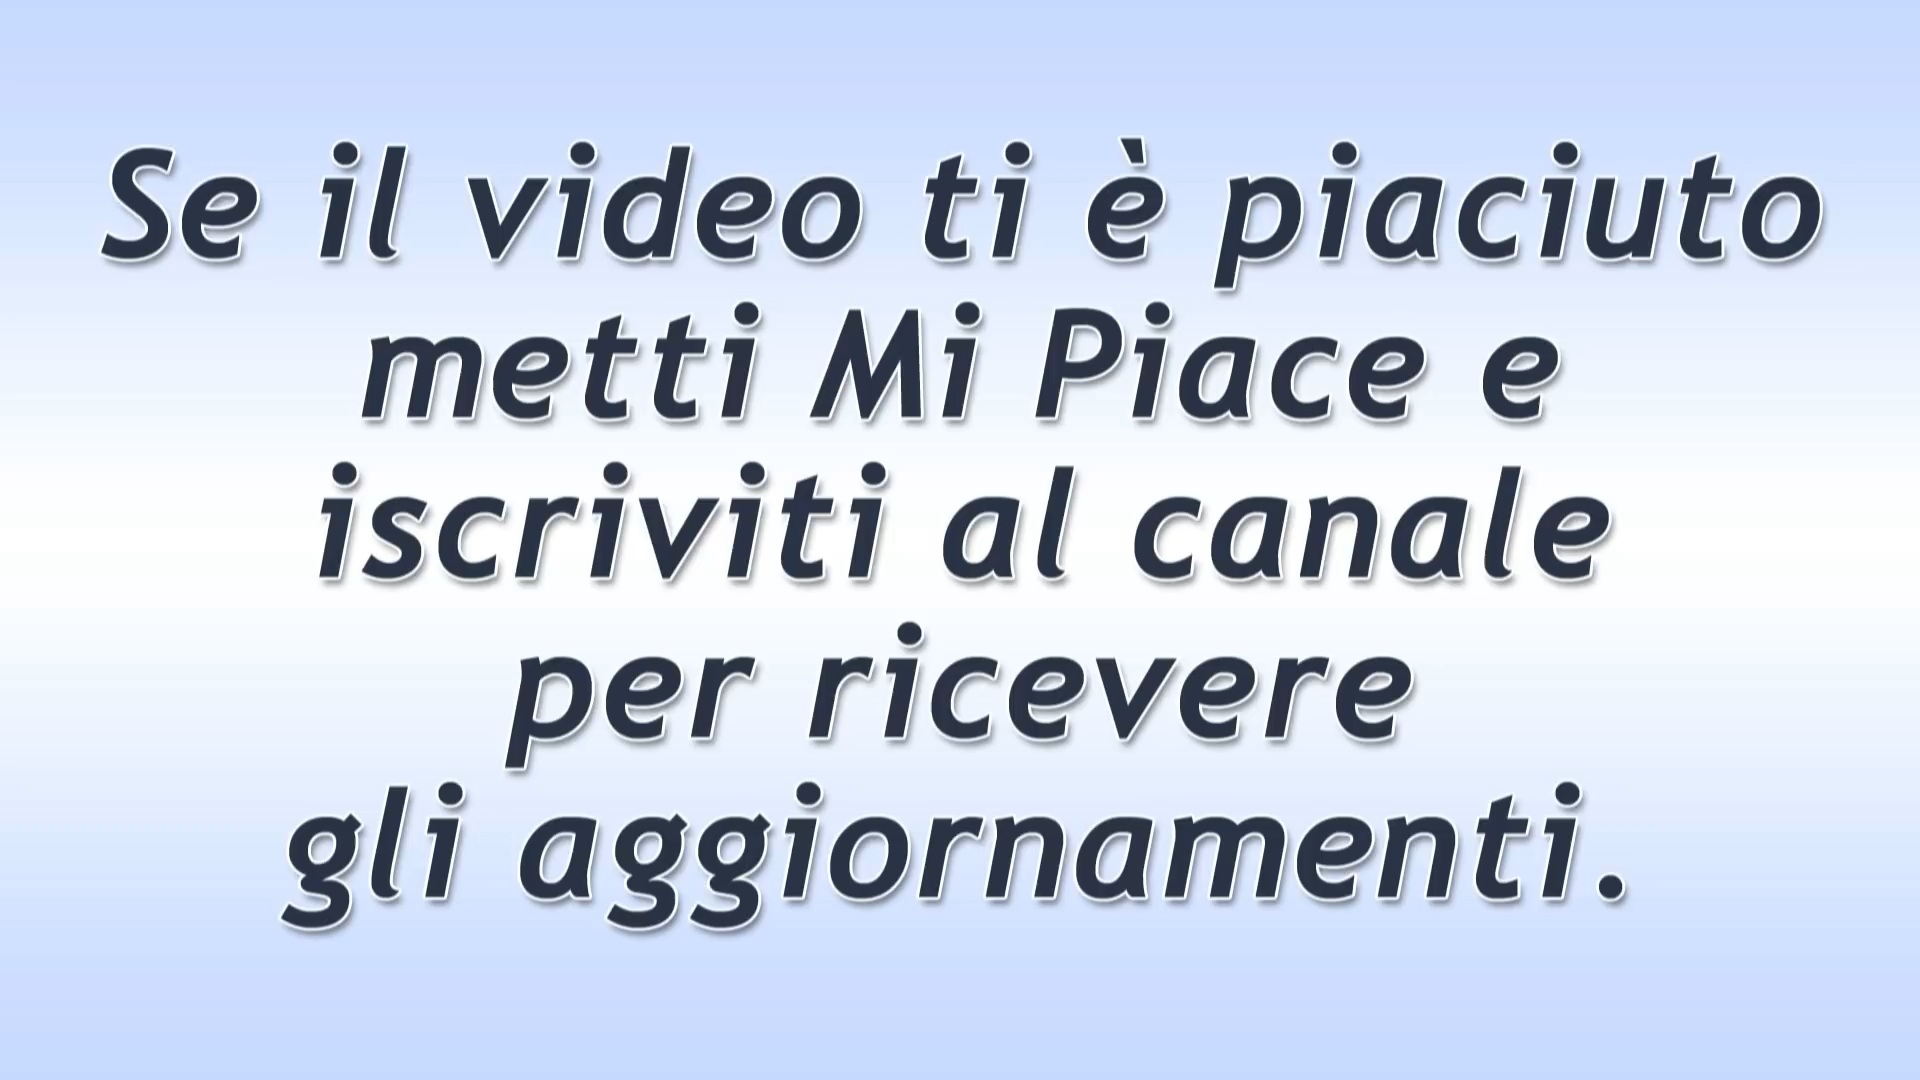 Se il video ti è piaciuto
metti Mi Piace e
iscriviti al canale
per ricevere
gli aggiornamenti.